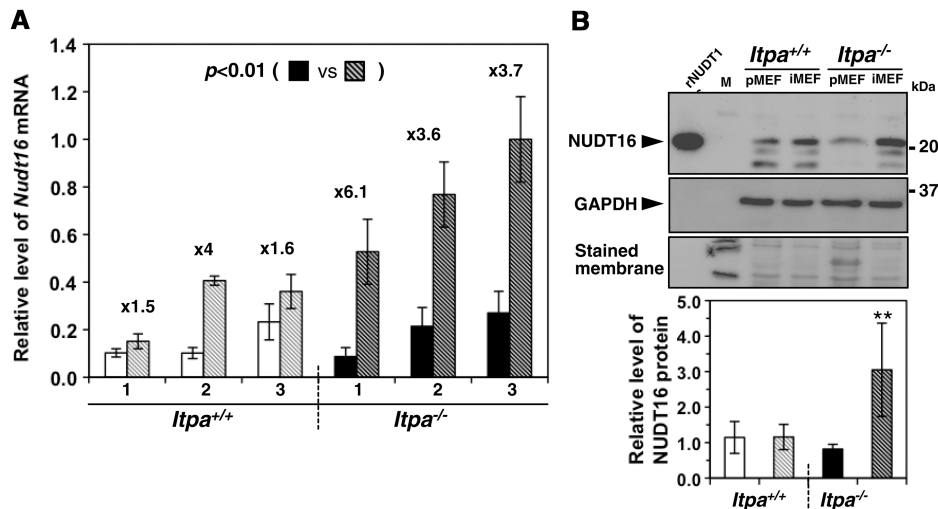 A
Relative level of Nudt16 mRNA
1.4
1.2
1.0
0.8
0.6
0.4
0.2
0.0
p<0.01 ( vs )
x1.5
x4
x1.6
x6.1
x3.6
x3.7
1 2 3 1 2 3
Itpa+/+ Itpa-/-
B
rNUDT1
M
Itpa+/+ Itpa-/-
pMEF iMEF pMEF iMEF
kDa
NUDT16
20
37
GAPDH
Stained
membrane
Relative level of
NUDT16 protein
5.0
4.0
3.0
2.0
1.0
0.0
**
Itpa+/+ Itpa-/-